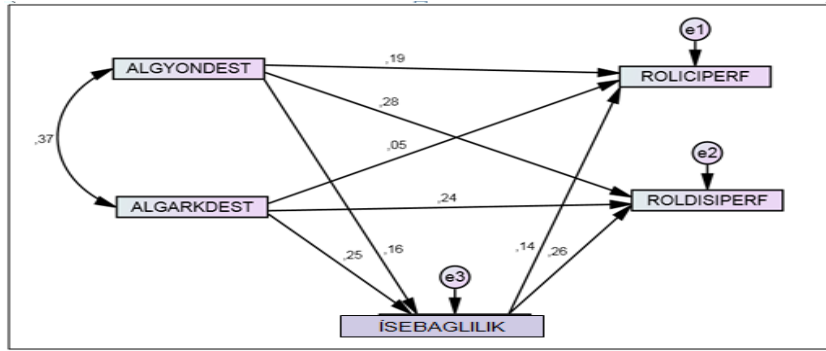 e1
ALGYONDEST
,19
ROLICIPERF
,28
,37
,05
e2
ALGARKDEST
,24
ROLDISIPERF
,25
,16
,14
,26
e3
İSEBAGLILIK